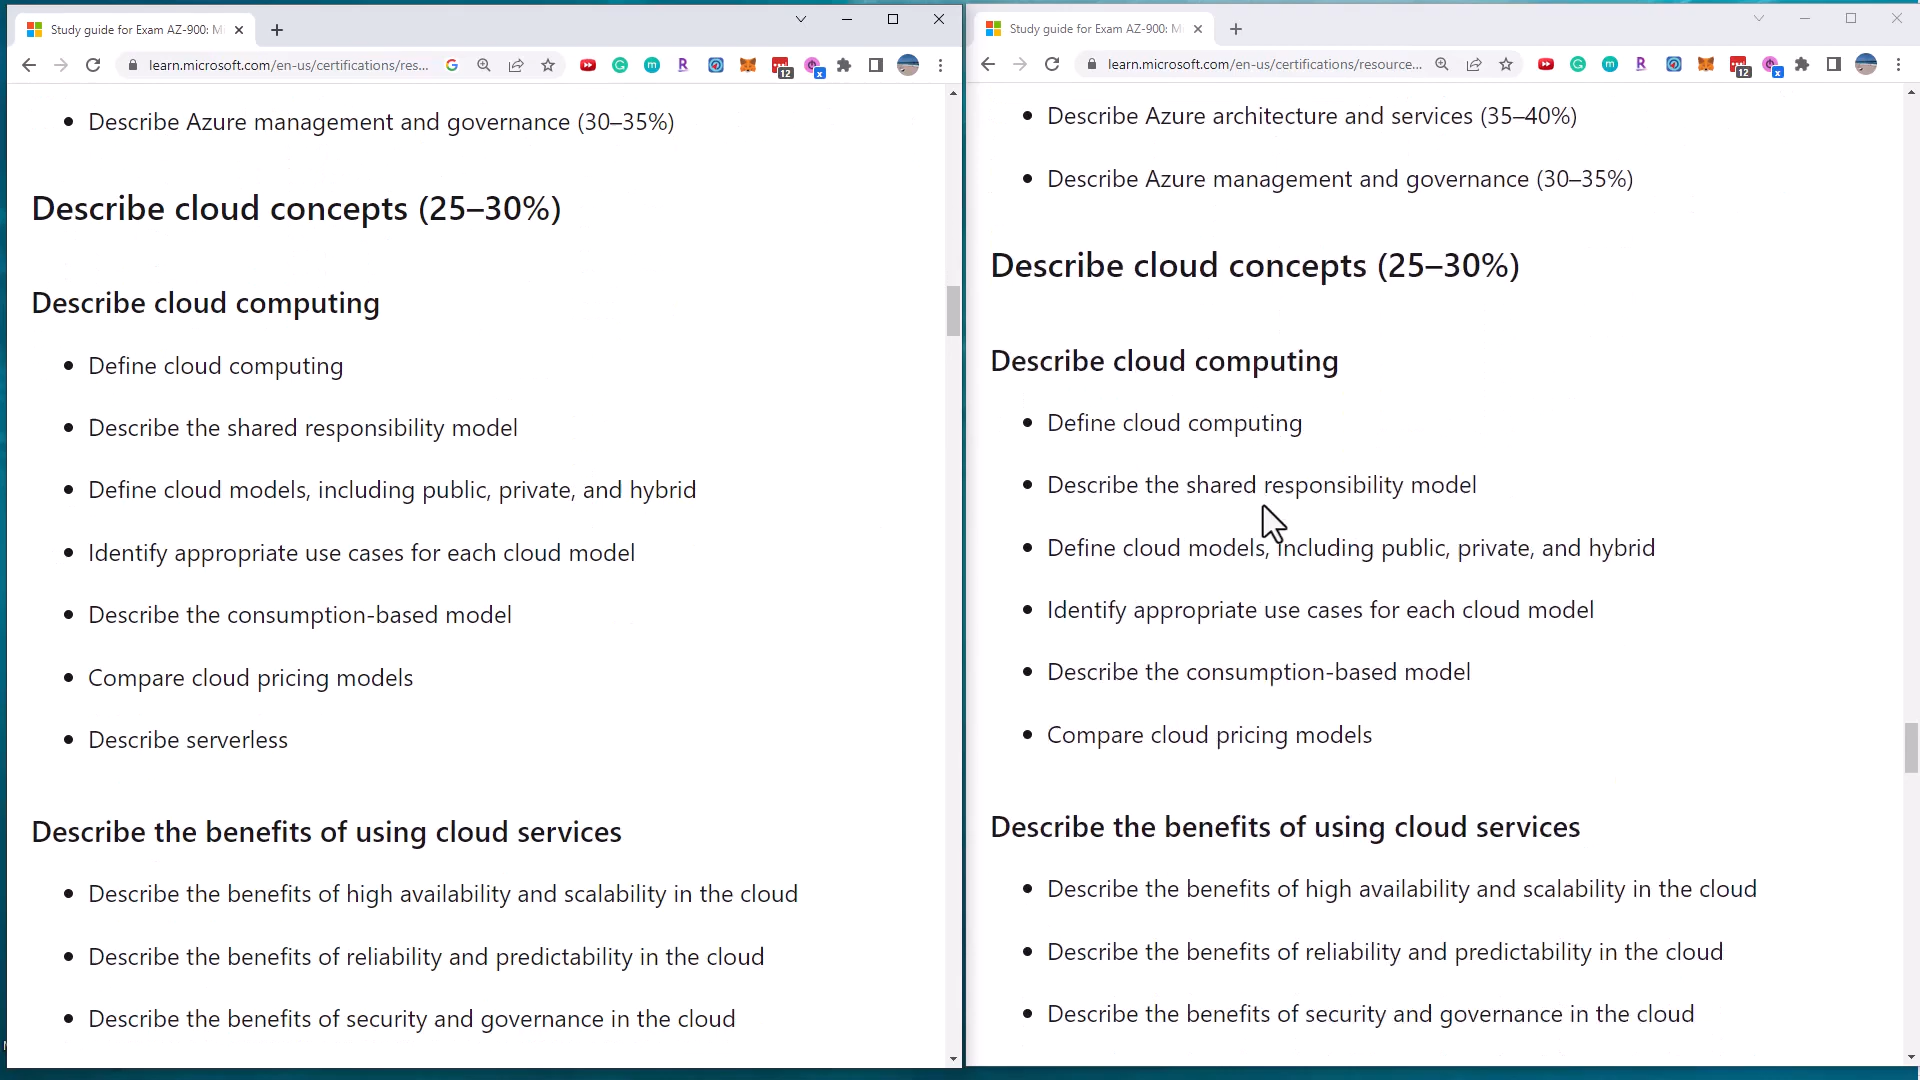 Study guide for Exam AZ-900: Mi
learn.microsoft.com/en-us/certifications/res...
12
Describe Azure management and governance (30–35%)
Describe cloud concepts (25–30%)
Describe cloud computing
Define cloud computing
Describe the shared responsibility model
Define cloud models, including public, private, and hybrid
Identify appropriate use cases for each cloud model
Describe the consumption-based model
Compare cloud pricing models
Describe serverless
Describe the benefits of using cloud services
Describe the benefits of high availability and scalability in the cloud
Describe the benefits of reliability and predictability in the cloud
Describe the benefits of security and governance in the cloud
Study guide for Exam AZ-900: Mi
learn.microsoft.com/en-us/certifications/resource...
12
Describe Azure architecture and services (35–40%)
Describe Azure management and governance (30–35%)
Describe cloud concepts (25–30%)
Describe cloud computing
Define cloud computing
Describe the shared responsibility model
Define cloud models, including public, private, and hybrid
Identify appropriate use cases for each cloud model
Describe the consumption-based model
Compare cloud pricing models
Describe the benefits of using cloud services
Describe the benefits of high availability and scalability in the cloud
Describe the benefits of reliability and predictability in the cloud
Describe the benefits of security and governance in the cloud